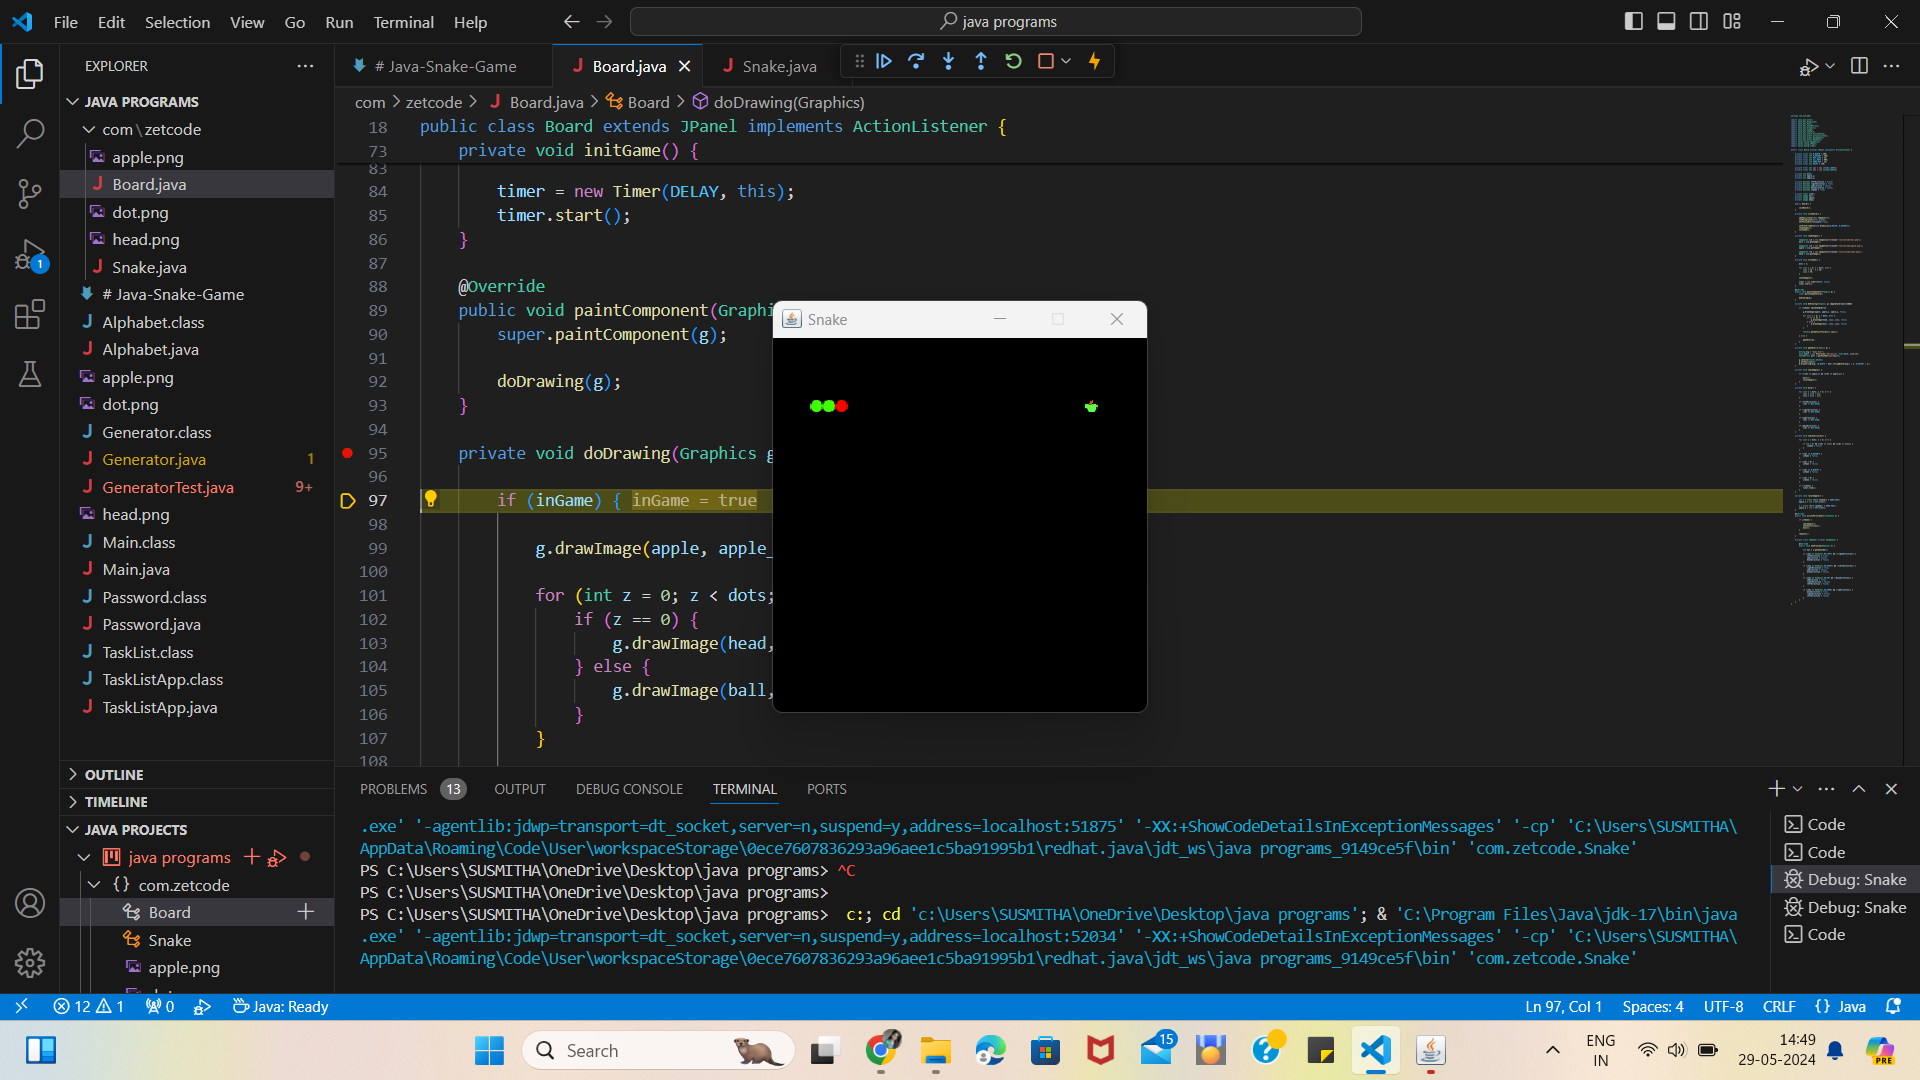 File Edit Selection View Go Run Terminal Help
java programs
EXPLORER
JAVA PROGRAMS
com\zetcode
apple.png
Board.java
dot.png
head.png
Snake.java
# Java-Snake-Game
Alphabet.class
Alphabet.java
apple.png
dot.png
Generator.class
Generator.java 1
GeneratorTest.java 9+
head.png
Main.class
Main.java
Password.class
Password.java
TaskList.class
TaskListApp.class
TaskListApp.java
OUTLINE
TIMELINE
JAVA PROJECTS
java programs
{} com.zetcode
Board
Snake
apple.png
1
# Java-Snake-Game
Board.java
Snake.java
com > zetcode > Board.java > Board > doDrawing(Graphics)
18 public class Board extends JPanel implements ActionListener {
73 private void initGame() {
83
84 timer = new Timer(DELAY, this);
85 timer.start();
86 }
87
88 @Override
89 public void paintComponent(Graphi
90 super.paintComponent(g);
91
92 doDrawing(g);
93 }
94
95 private void doDrawing(Graphics g
96
97 if (inGame) { inGame = true
98
99 g.drawImage(apple, apple_
100
101 for (int z = 0; z < dots;
102 if (z == 0) {
103 g.drawImage(head,
104 } else {
105 g.drawImage(ball,
106 }
107 }
108
Snake
PROBLEMS 13 OUTPUT DEBUG CONSOLE TERMINAL PORTS
.exe' '-agentlib:jdwp=transport=dt_socket,server=n,suspend=y,address=localhost:51875' '-XX:+ShowCodeDetailsInExceptionMessages' '-cp' 'C:\Users\SUSMITHA\
AppData\Roaming\Code\User\workspaceStorage\0ece7607836293a96aee1c5ba91995b1\redhat.java\jdt_ws\java programs_9149ce5f\bin' 'com.zetcode.Snake'
PS C:\Users\SUSMITHA\OneDrive\Desktop\java programs> ^C
PS C:\Users\SUSMITHA\OneDrive\Desktop\java programs>
PS C:\Users\SUSMITHA\OneDrive\Desktop\java programs> c:; cd 'c:\Users\SUSMITHA\OneDrive\Desktop\java programs'; & 'C:\Program Files\Java\jdk-17\bin\java
.exe' '-agentlib:jdwp=transport=dt_socket,server=n,suspend=y,address=localhost:52034' '-XX:+ShowCodeDetailsInExceptionMessages' '-cp' 'C:\Users\SUSMITHA\
AppData\Roaming\Code\User\workspaceStorage\0ece7607836293a96aee1c5ba91995b1\redhat.java\jdt_ws\java programs_9149ce5f\bin' 'com.zetcode.Snake'
Code
Code
Debug: Snake
Debug: Snake
Code
12 1 0 Java: Ready
Ln 97, Col 1 Spaces: 4 UTF-8 CRLF {} Java
Search
15
PRE
ENG
IN
14:49
29-05-2024